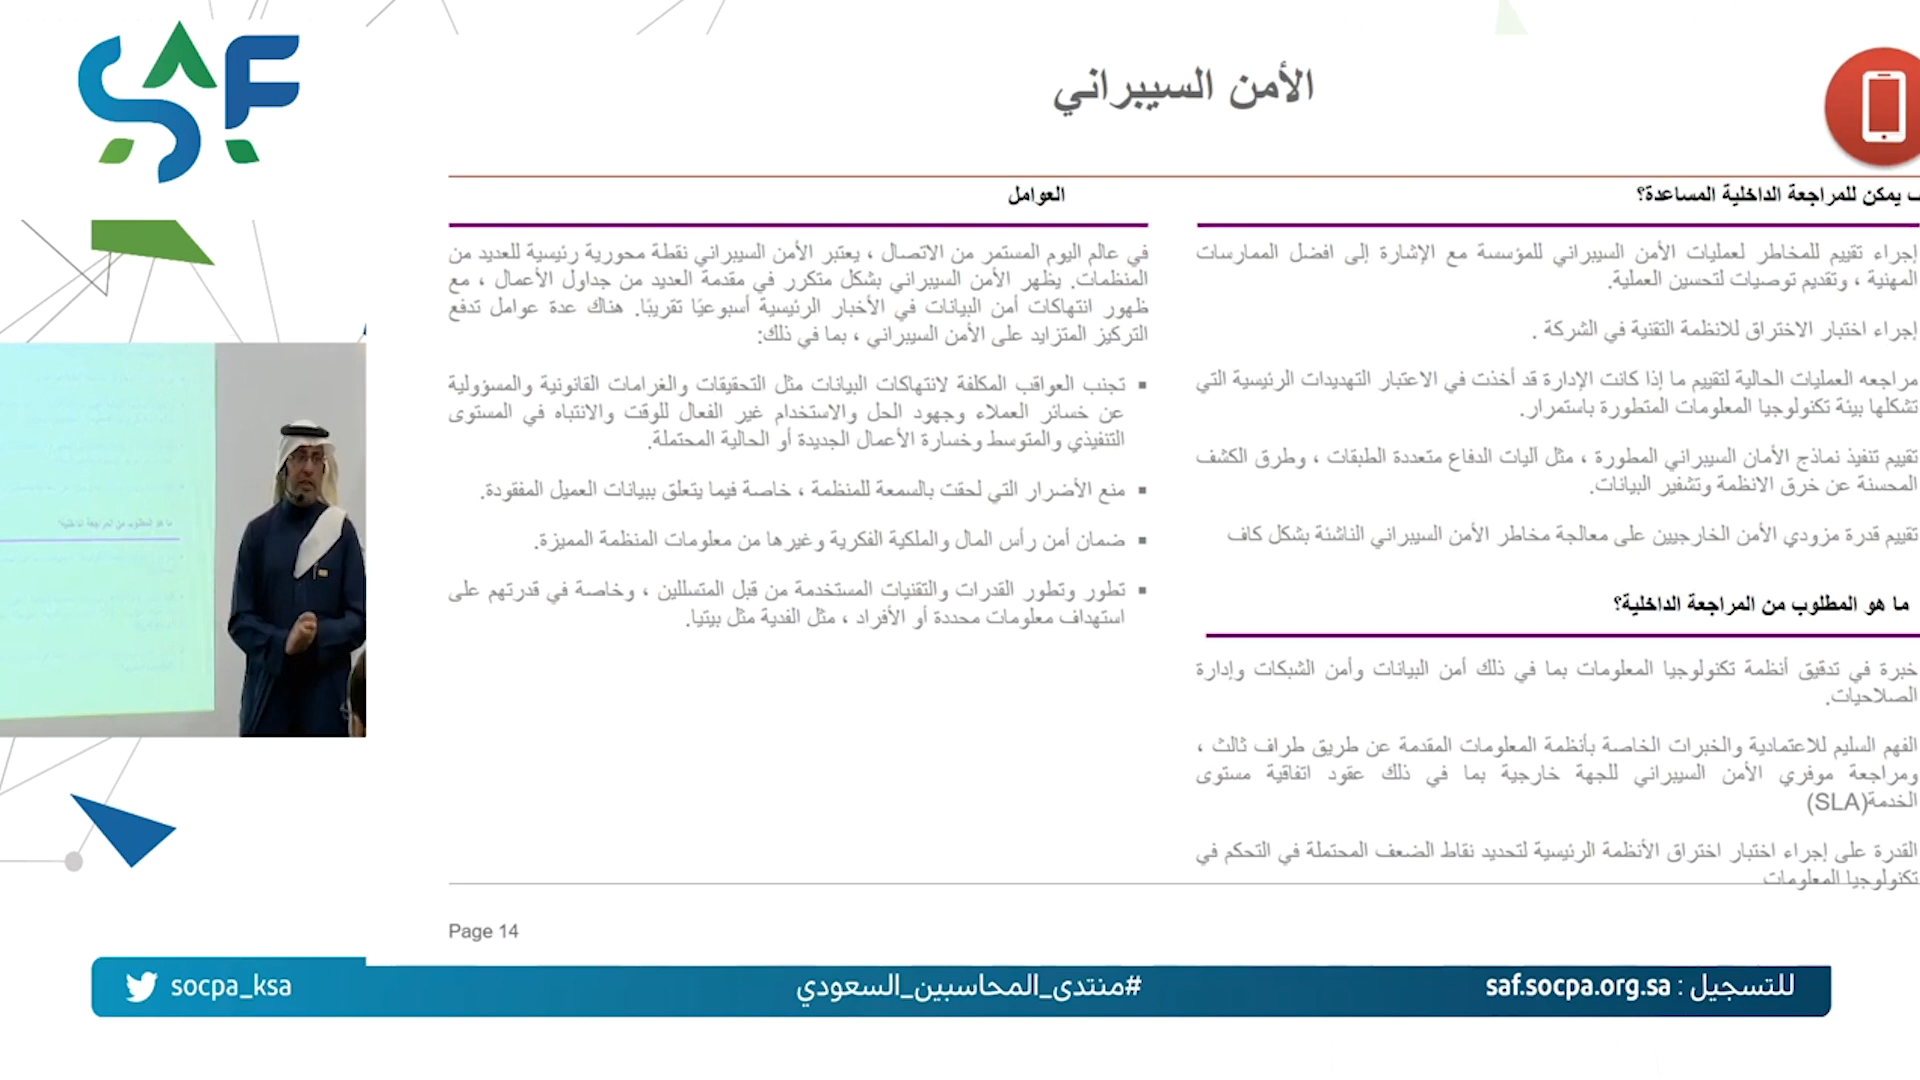 SAF
الأمن السيبراني
يمكن للمراجعة الداخلية المساعدة؟
إجراء تقييم للمخاطر لعمليات الأمن السيبراني للمؤسسة مع الإشارة إلى افضل الممارسات
المهنية ، وتقديم توصيات لتحسين العملية.
إجراء اختبار الاختراق للانظمة التقنية في الشركة .
مراجعه العمليات الحالية لتقييم ما إذا كانت الإدارة قد أخذت في الاعتبار التهديدات الرئيسية التي
تشكلها بيئة تكنولوجيا المعلومات المتطورة باستمرار.
تقييم تنفيذ نماذج الأمان السيبراني المطورة ، مثل آليات الدفاع متعددة الطبقات ، وطرق الكشف
المحسنة عن خرق الانظمة وتشفير البيانات.
تقييم قدرة مزودي الأمن الخارجيين على معالجة مخاطر الأمن السيبراني الناشئة بشكل كاف
ما هو المطلوب من المراجعة الداخلية؟
خبرة في تدقيق أنظمة تكنولوجيا المعلومات بما في ذلك أمن البيانات وأمن الشبكات وإدارة
الصلاحيات.
الفهم السليم للاعتمادية والخبرات الخاصة بأنظمة المعلومات المقدمة عن طريق طراف ثالث ،
ومراجعة موفري الأمن السيبراني للجهة خارجية بما في ذلك عقود اتفاقية مستوى
الخدمة(SLA)
القدرة على إجراء اختبار اختراق الأنظمة الرئيسية لتحديد نقاط الضعف المحتملة في التحكم في
تكنولوجيا المعلومات
العوامل
في عالم اليوم المستمر من الاتصال ، يعتبر الأمن السيبراني نقطة محورية رئيسية للعديد من
المنظمات. يظهر الأمن السيبراني بشكل متكرر في مقدمة العديد من جداول الأعمال ، مع
ظهور انتهاكات أمن البيانات في الأخبار الرئيسية أسبوعيًا تقريبًا. هناك عدة عوامل تدفع
التركيز المتزايد على الأمن السيبراني ، بما في ذلك:
▪ تجنب العواقب المكلفة لانتهاكات البيانات مثل التحقيقات والغرامات القانونية والمسؤولية
عن خسائر العملاء وجهود الحل والاستخدام غير الفعال للوقت والانتباه في المستوى
التنفيذي والمتوسط وخسارة الأعمال الجديدة أو الحالية المحتملة.
▪ منع الأضرار التي لحقت بالسمعة للمنظمة ، خاصة فيما يتعلق ببيانات العميل المفقودة.
▪ ضمان أمن رأس المال والملكية الفكرية وغيرها من معلومات المنظمة المميزة.
▪ تطور وتطور القدرات والتقنيات المستخدمة من قبل المتسللين ، وخاصة في قدرتهم على
استهداف معلومات محددة أو الأفراد ، مثل الفدية مثل بيتيا.
ما هو المطلوب من المراجعة الداخلية؟
Page 14
للتسجيل : saf.socpa.org.sa
#منتدى_المحاسبين_السعودي
socpa_ksa